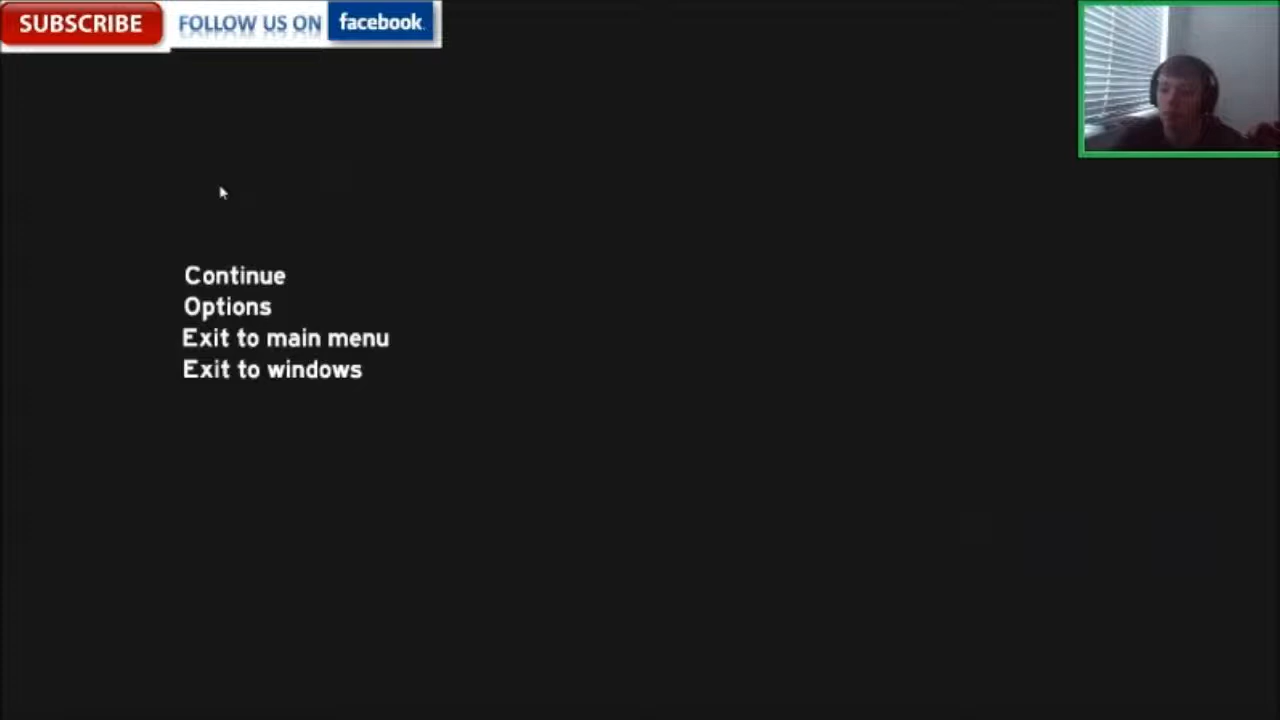 SUBSCRIBE
FOLLOW US ON facebook.
Continue
Options
Exit to main menu
Exit to windows